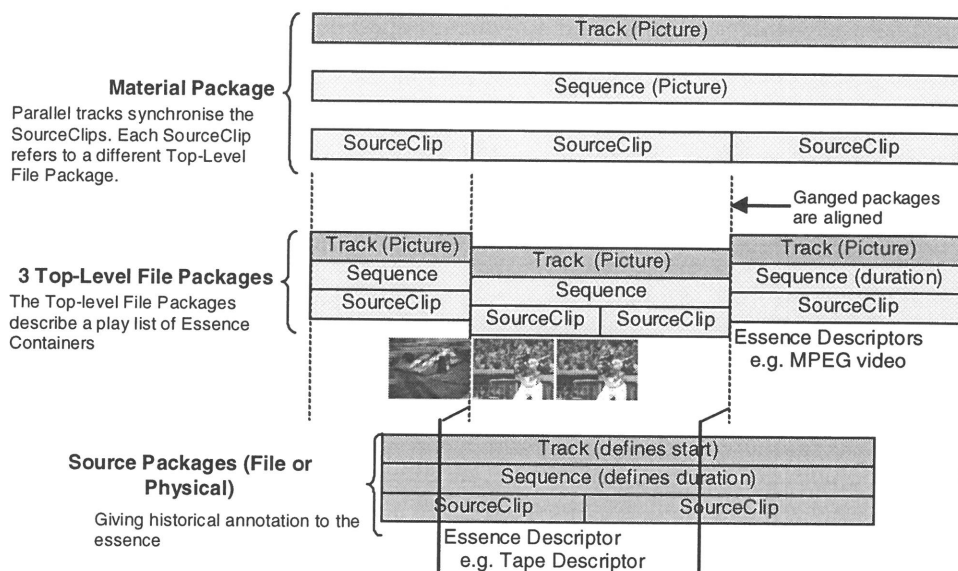 Track (Picture)
Material Package
Parallel tracks synchronise the
SourceClips. Each SourceClip
refers to a different Top-Level
File Package.
Sequence (Picture)
SourceClip
SourceClip
SourceClip
Ganged packages
are aligned
3 Top-Level File Packages
The Top-level File Packages
describe a play list of Essence
Containers
Track (Picture)
Sequence
SourceClip
Track (Picture)
Sequence
SourceClip
SourceClip
Track (Picture)
Sequence (duration)
SourceClip
Essence Descriptors
e.g. MPEG video
Source Packages (File or
Physical)
Giving historical annotation to the
essence
Track (defines start)
Sequence (defines duration)
SourceClip
SourceClip
Essence Descriptor
e.g. Tape Descriptor